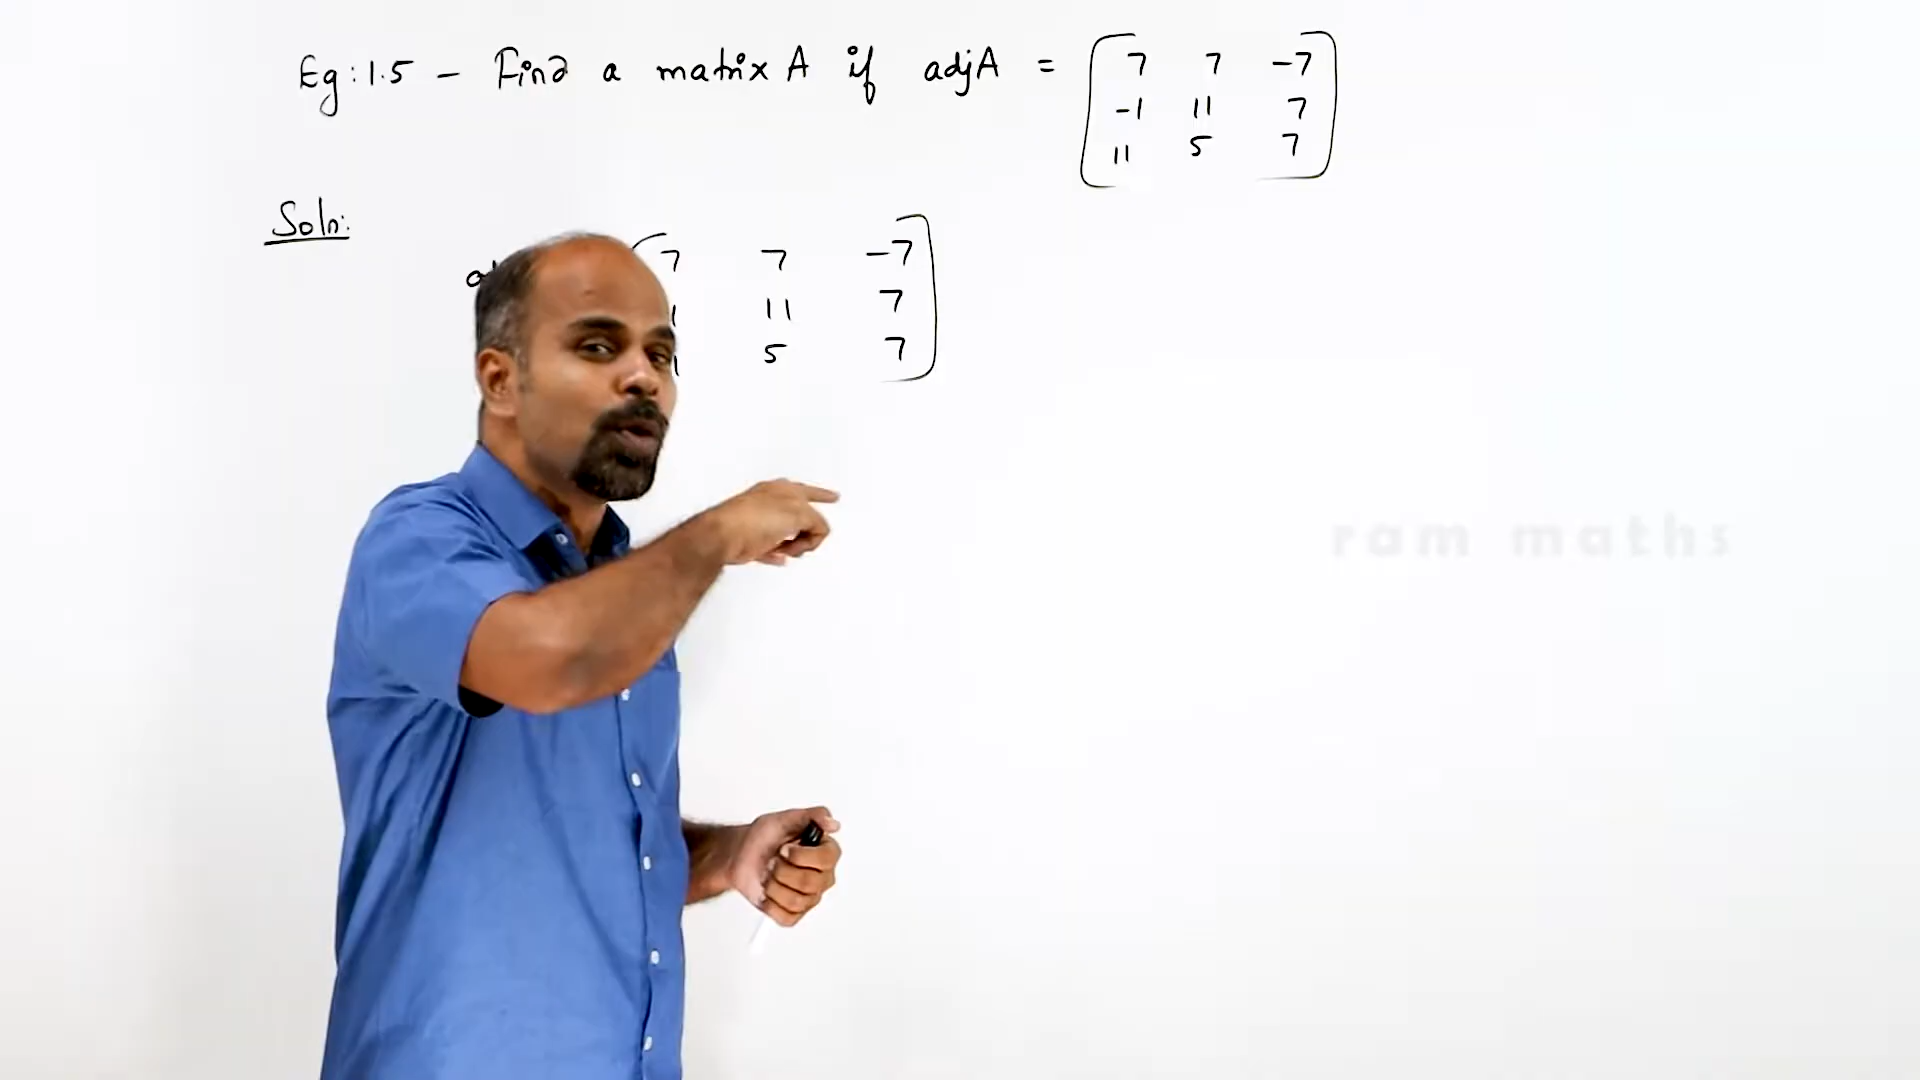 Eg: 1.5 - Find a matrix A if adjA = 7 7 -7
-1 11 7
11 5 7
Soln:
7 7 -7
11 7
5 7
ram maths